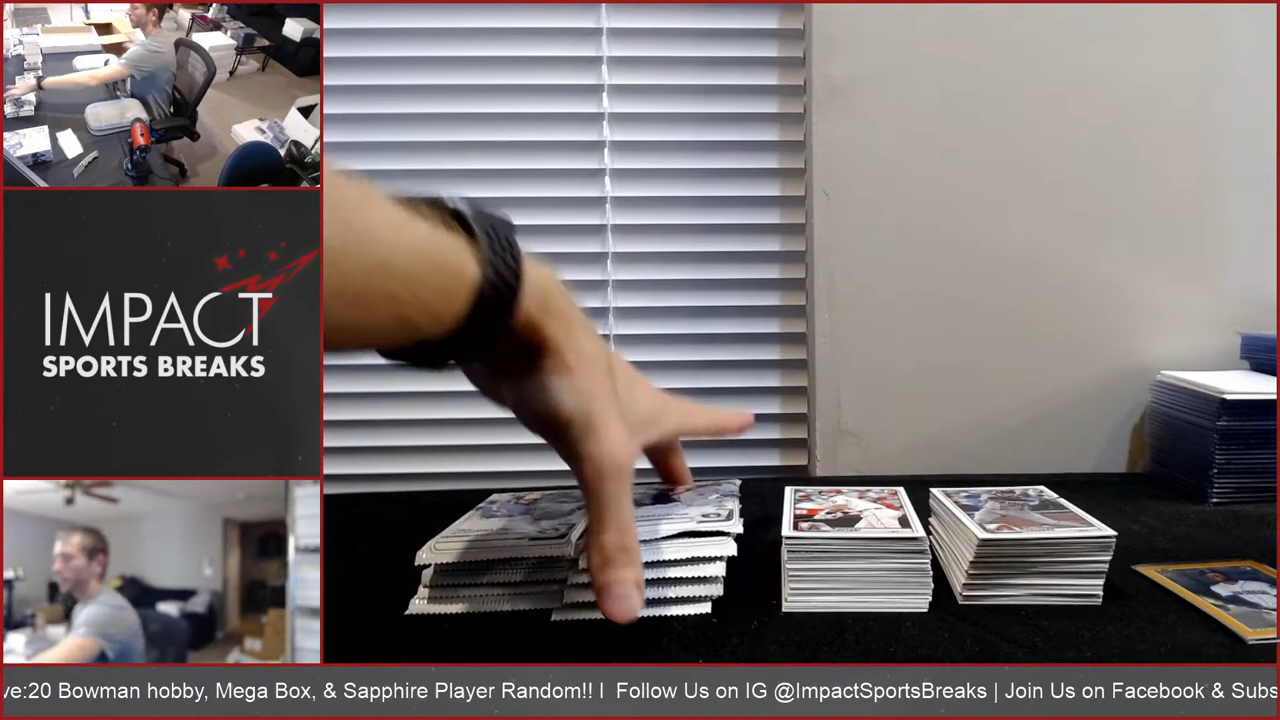 IMPACT
SPORTS BREAKS
ve:20 Bowman hobby, Mega Box, & Sapphire Player Random!! I Follow Us on IG @ImpactSportsBreaks | Join Us on Facebook & Subs